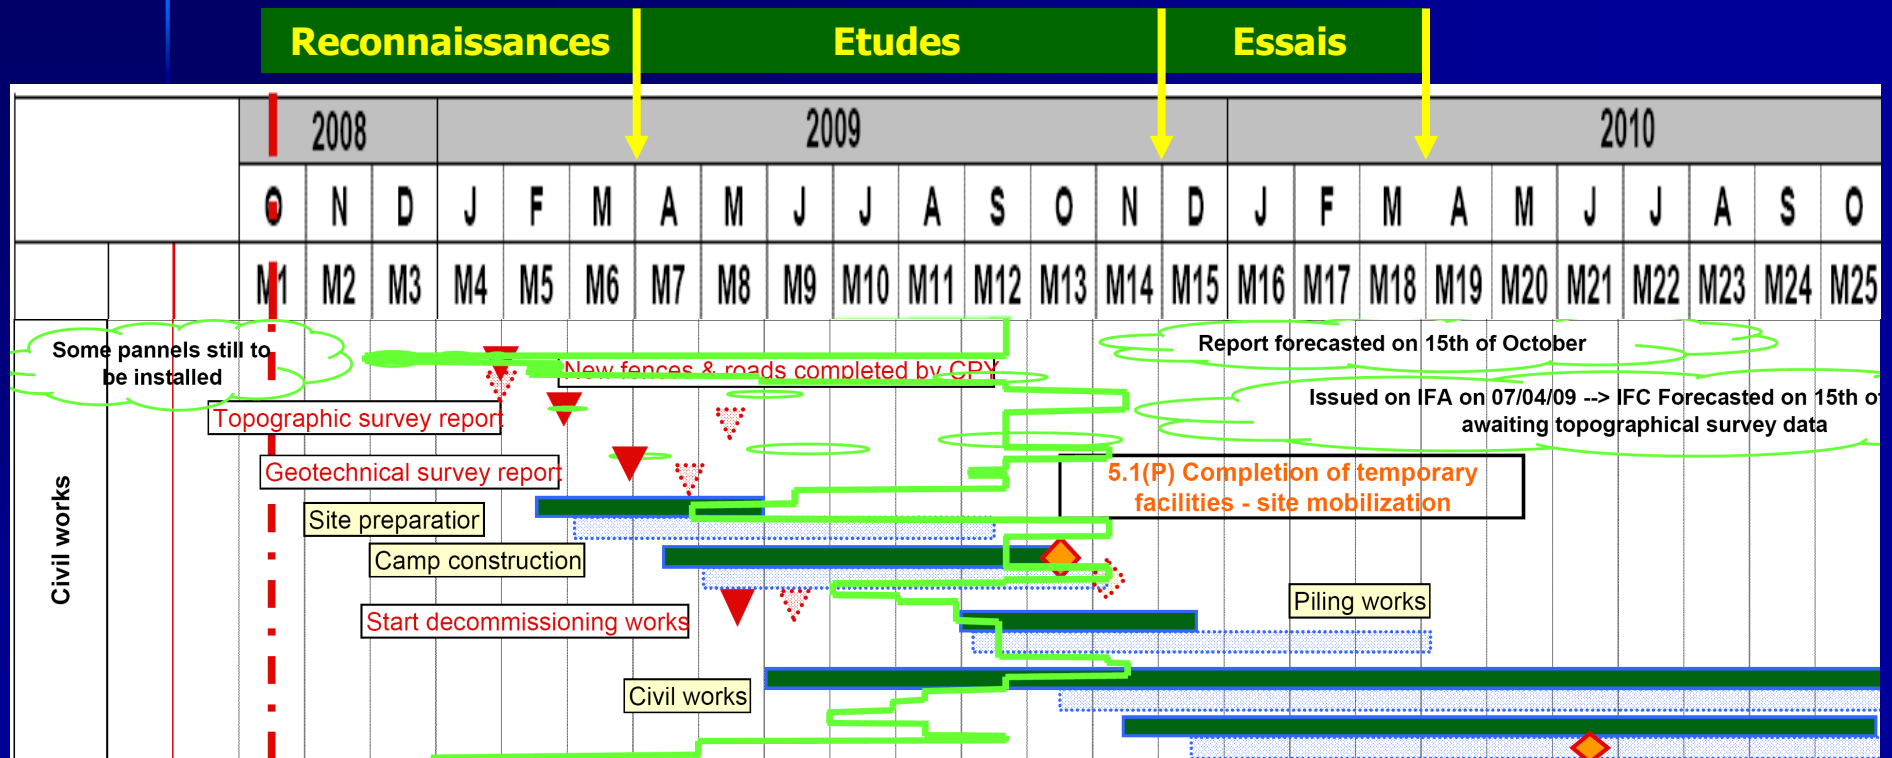 Reconnaissances Etudes Essais
2008 2009 2010
O N D J F M A M J J A S O N D J F M A M J J A S O
M1 M2 M3 M4 M5 M6 M7 M8 M9 M10 M11 M12 M13 M14 M15 M16 M17 M18 M19 M20 M21 M22 M23 M24 M25
Some pannels still to
be installed
Report forecasted on 15th of October
New fences & roads completed by CPY
Issued on IFA on 07/04/09 --> IFC Forecasted on 15th of
awaiting topographical survey data
Topographic survey report
Geotechnical survey report
5.1(P) Completion of temporary
facilities - site mobilization
Site preparation
Camp construction
Piling works
Start decommissioning works
Civil works
Civil works